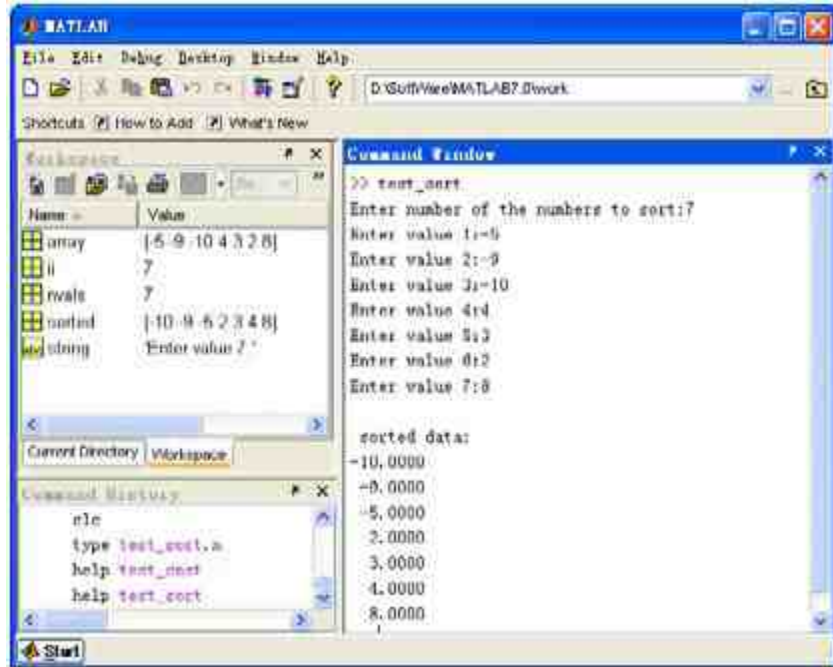 MATLAB
File Edit Debug Desktop Window Help
D:\SoftWare\MATLAB7.0\work
Shortcuts How to Add What's New
Workspace
Name Value
array [-5 -9 -10 4 3 2 8]
ii 7
nvals 7
sorted [-10 -9 -5 2 3 4 8]
string 'Enter value 7 '
Current Directory Workspace
Command History
clc
type test_sort.m
help test_sort
help test_sort
Command Window
>> test_sort
Enter number of the numbers to sort:7
Enter value 1:-5
Enter value 2:-9
Enter value 3:-10
Enter value 4:4
Enter value 5:3
Enter value 6:2
Enter value 7:8
sorted data:
-10.0000
-9.0000
-5.0000
2.0000
3.0000
4.0000
8.0000
Start